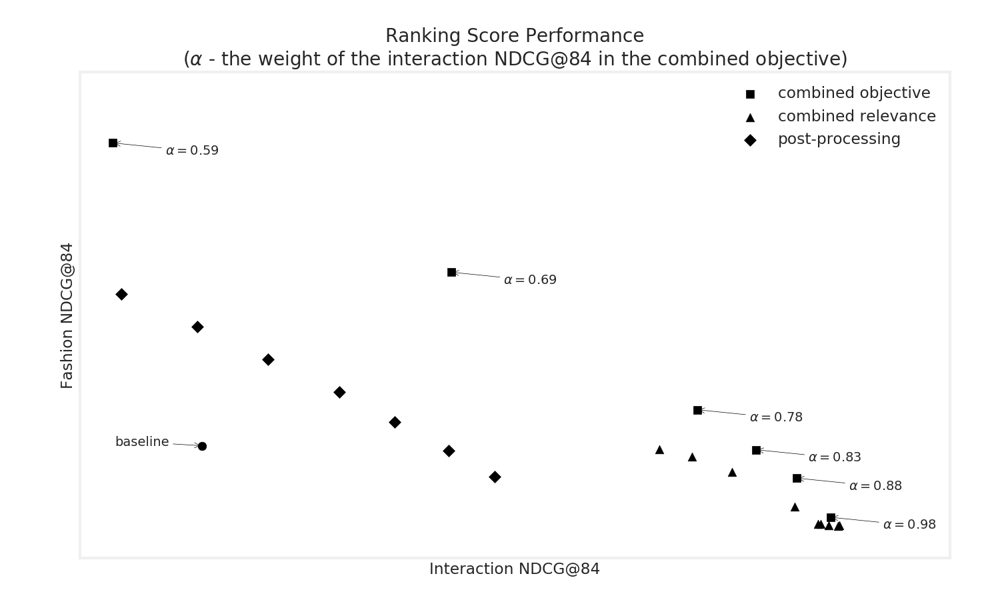 Ranking Score Performance
(α - the weight of the interaction NDCG@84 in the combined objective)
combined objective
combined relevance
post-processing
α = 0.59
α = 0.69
Fashion NDCG@84
α = 0.78
baseline
α = 0.83
α = 0.88
α = 0.98
Interaction NDCG@84